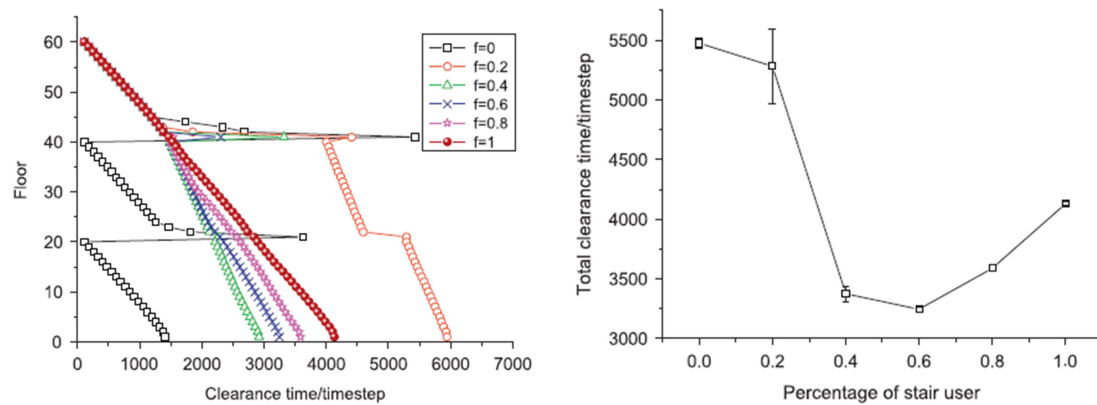 60
50
40
30
20
10
0
Floor
0 1000 2000 3000 4000 5000 6000 7000
Clearance time/timestep
f=0
f=0.2
f=0.4
f=0.6
f=0.8
f=1
5500
5000
4500
4000
3500
3000
Total clearance time/timestep
0.0 0.2 0.4 0.6 0.8 1.0
Percentage of stair user